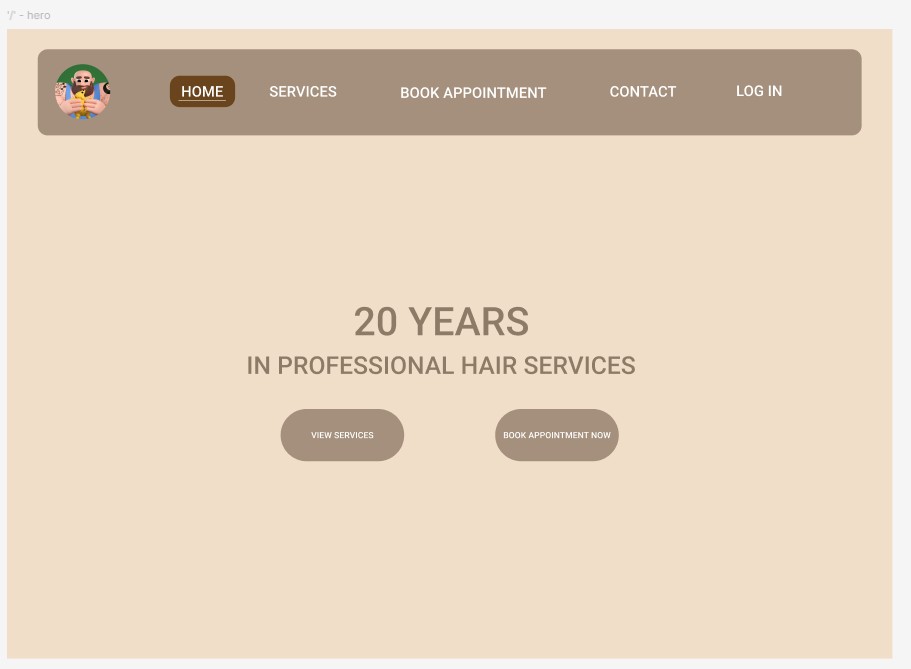 '/' - hero
HOME
SERVICES
BOOK APPOINTMENT
CONTACT
LOG IN
20 YEARS
IN PROFESSIONAL HAIR SERVICES
VIEW SERVICES
BOOK APPOINTMENT NOW